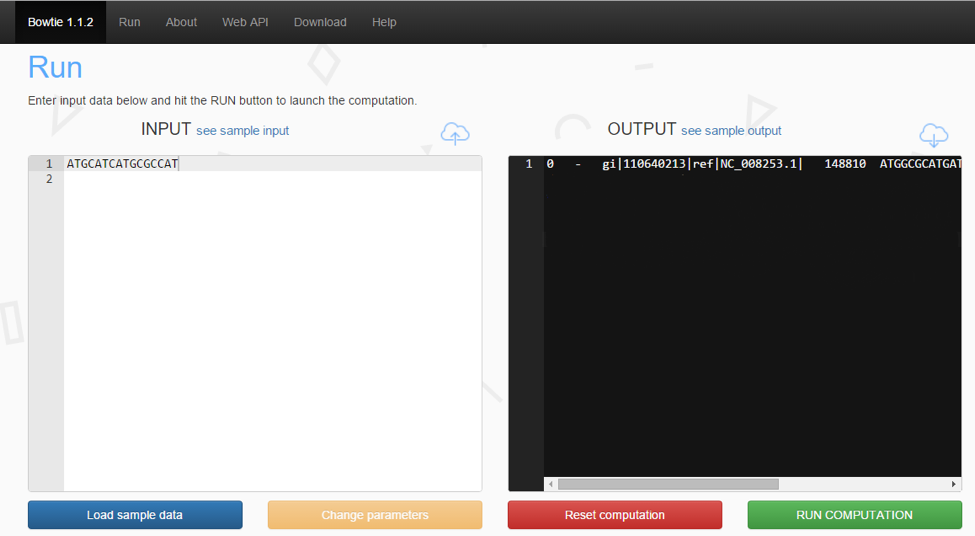 Bowtie 1.1.2 Run About Web API Download Help
Run
Enter input data below and hit the RUN button to launch the computation.
INPUT see sample input
OUTPUT see sample output
1 ATGCATCATGCGCCAT
2
1 0 - gi|110640213|ref|NC_008253.1| 148810 ATGGCGCATGAT
Load sample data Change parameters Reset computation RUN COMPUTATION